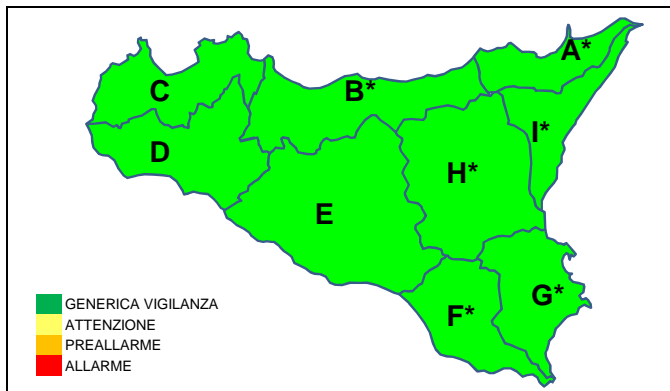 A*
B*
C
I*
D
H*
E
G*
F*
GENERICA VIGILANZA
ATTENZIONE
PREALLARME
ALLARME